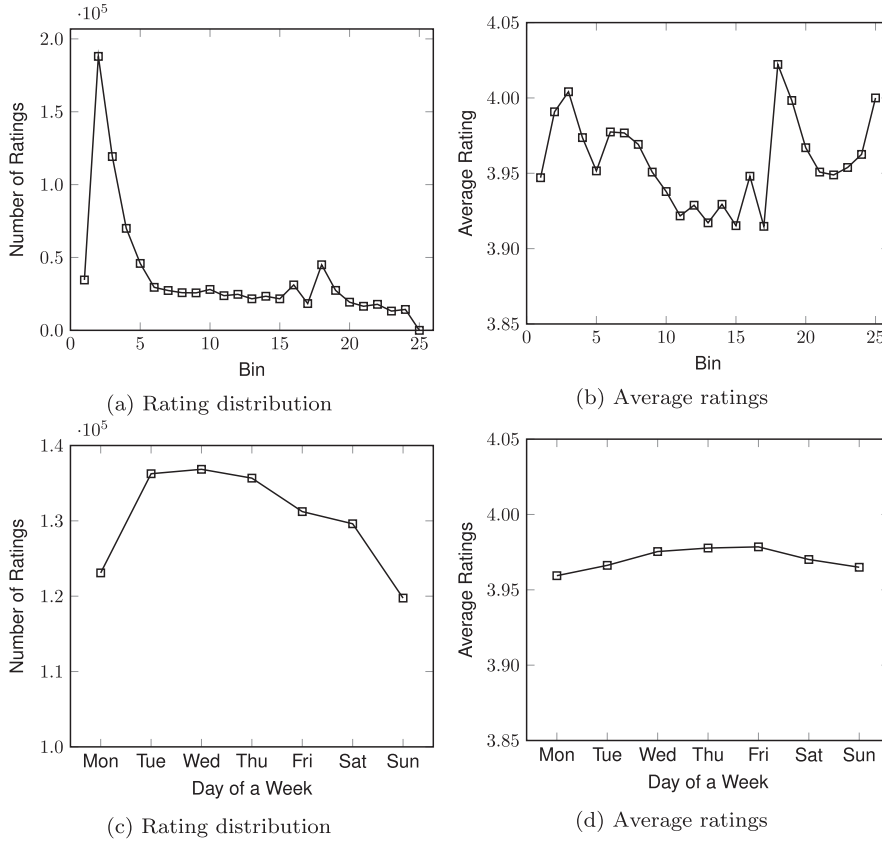 ·10⁵
2.0
1.5
1.0
0.5
0.0
0 5 10 15 20 25
Number of Ratings
Bin
(a) Rating distribution
4.05
4.00
3.95
3.90
3.85
0 5 10 15 20 25
Average Rating
Bin
(b) Average ratings
·10⁵
1.4
1.3
1.2
1.1
1.0
Mon Tue Wed Thu Fri Sat Sun
Number of Ratings
Day of a Week
(c) Rating distribution
4.05
4.00
3.95
3.90
3.85
Mon Tue Wed Thu Fri Sat Sun
Average Ratings
Day of a Week
(d) Average ratings